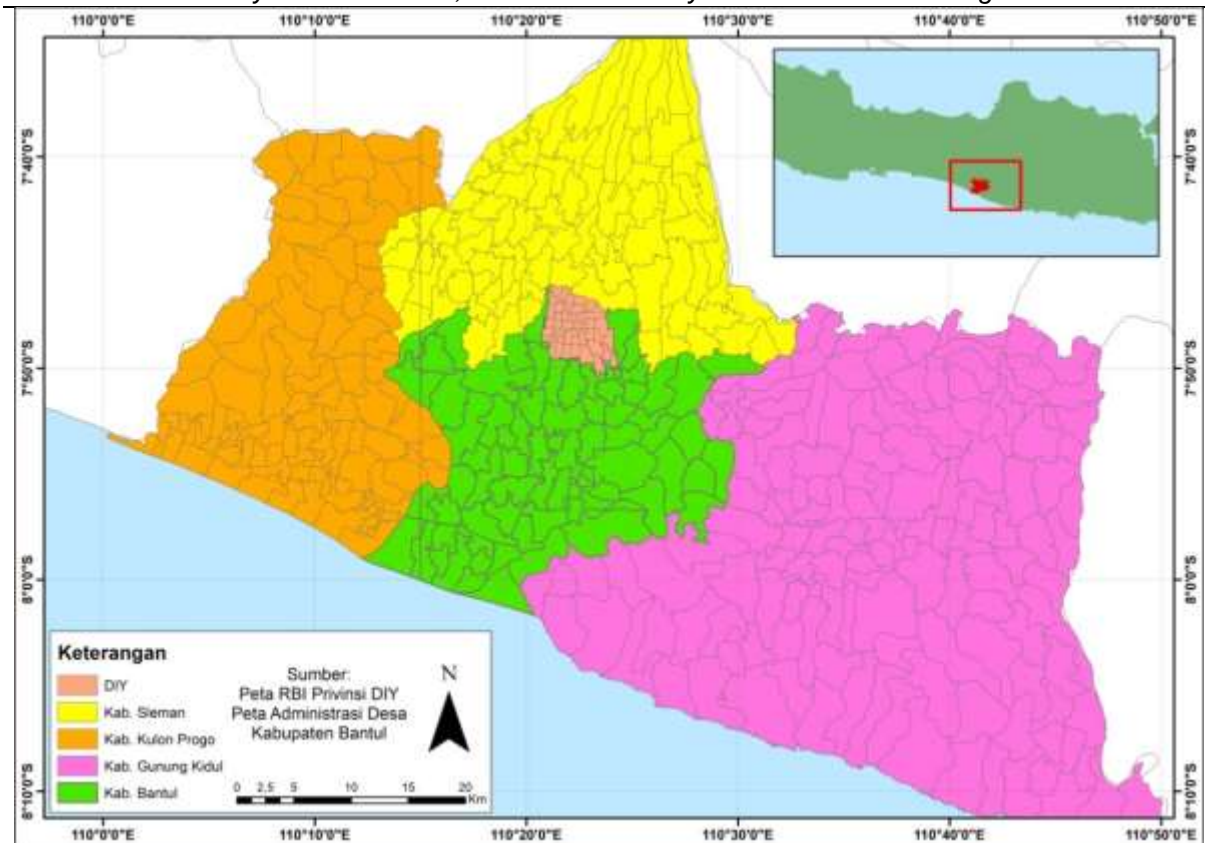 110°0'0"E 110°10'0"E 110°20'0"E 110°30'0"E 110°40'0"E 110°50'0"E
7°40'0"S
7°50'0"S
8°0'0"S
8°10'0"S
7°40'0"S
7°50'0"S
8°0'0"S
8°10'0"S
Keterangan
DIY
Kab. Sleman
Kab. Kulon Progo
Kab. Gunung Kidul
Kab. Bantul
Sumber:
Peta RBI Privinsi DIY
Peta Administrasi Desa
Kabupaten Bantul
N
0 2,5 5 10 15 20
Km
110°0'0"E 110°10'0"E 110°20'0"E 110°30'0"E 110°40'0"E 110°50'0"E